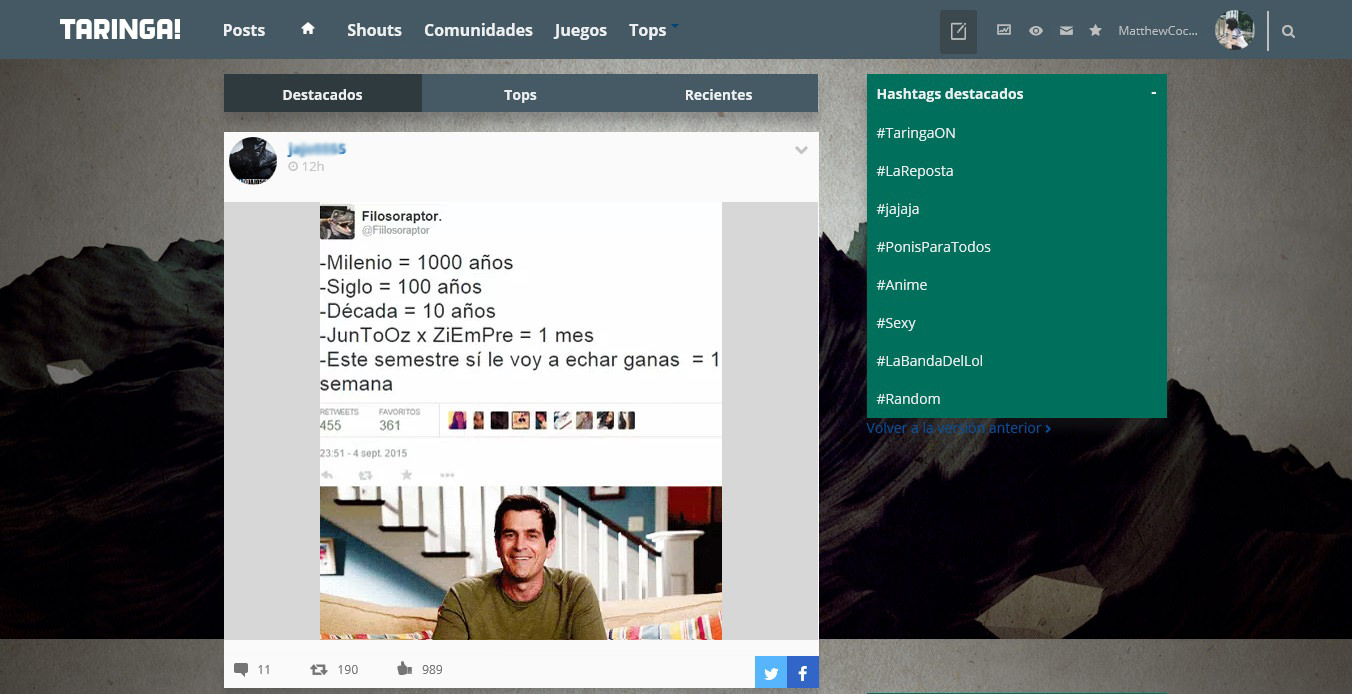 TARINGA!
Posts
Shouts
Comunidades
Juegos
Tops
MatthewCoc...
Destacados
Tops
Recientes
12h
Filosoraptor.
@Fiilosoraptor
-Milenio = 1000 años
-Siglo = 100 años
-Década = 10 años
-JunToOz x ZiEmPre = 1 mes
-Este semestre sí le voy a echar ganas = 1
semana
RETWEETS
FAVORITOS
455
361
23:51 - 4 sept. 2015
11
190
989
Hashtags destacados
-
#TaringaON
#LaReposta
#jajaja
#PonisParaTodos
#Anime
#Sexy
#LaBandaDelLol
#Random
Volver a la versión anterior